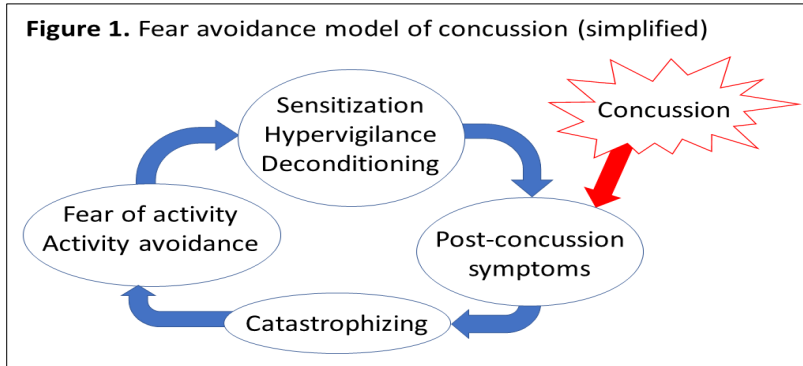 Figure 1. Fear avoidance model of concussion (simplified)
Sensitization
Hypervigilance
Deconditioning
Concussion
Fear of activity
Activity avoidance
Post-concussion
symptoms
Catastrophizing